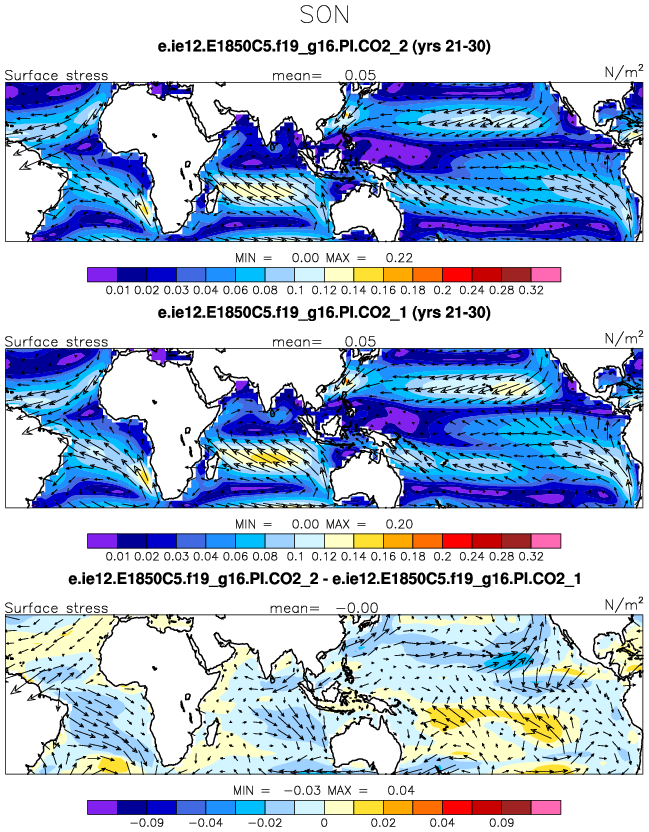 SON
e.ie12.E1850C5.f19_g16.PI.CO2_2 (yrs 21-30)
Surface stress mean= 0.05 N/m²
MIN = 0.00 MAX = 0.22
0.01 0.02 0.03 0.04 0.06 0.08 0.1 0.12 0.14 0.16 0.18 0.2 0.24 0.28 0.32
e.ie12.E1850C5.f19_g16.PI.CO2_1 (yrs 21-30)
Surface stress mean= 0.05 N/m²
MIN = 0.00 MAX = 0.20
0.01 0.02 0.03 0.04 0.06 0.08 0.1 0.12 0.14 0.16 0.18 0.2 0.24 0.28 0.32
e.ie12.E1850C5.f19_g16.PI.CO2_2 - e.ie12.E1850C5.f19_g16.PI.CO2_1
Surface stress mean= -0.00 N/m²
MIN = -0.03 MAX = 0.04
-0.09 -0.04 -0.02 0 0.02 0.04 0.09